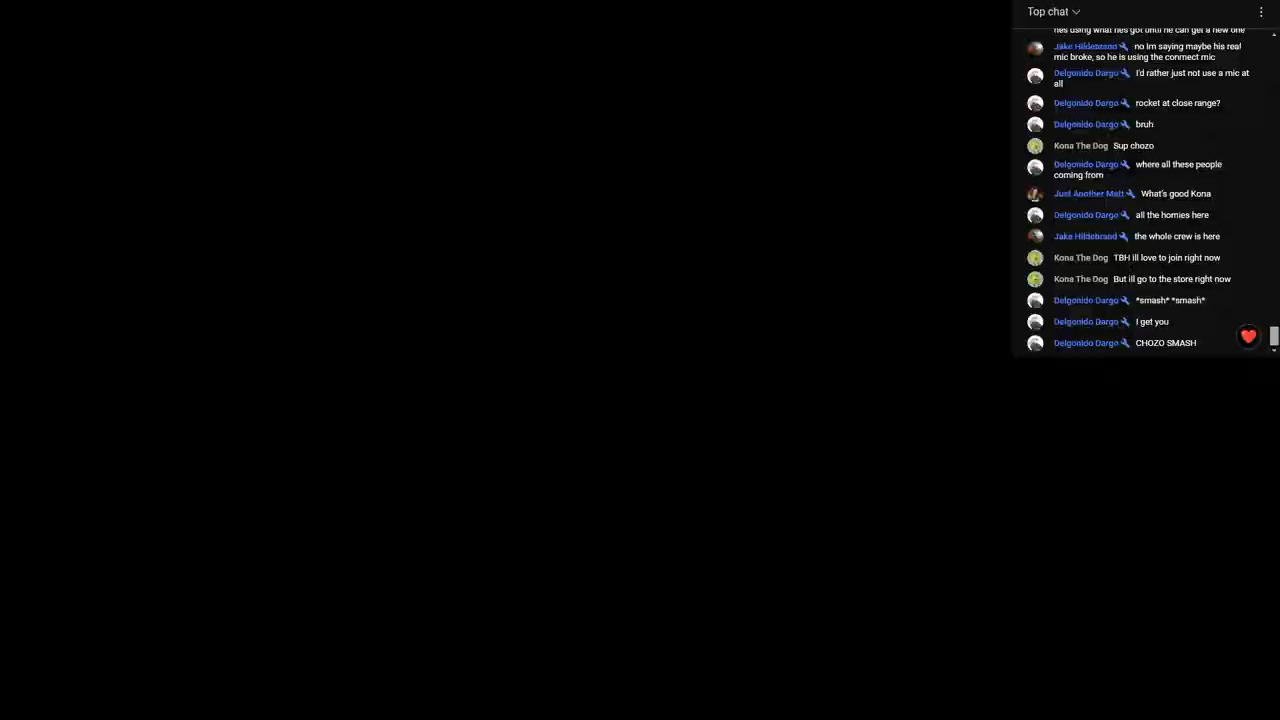 Top chat
hes using what hes got until he can get a new one
Jake Hildebrand no Im saying maybe his real
mic broke, so he is using the conmect mic
Delgonido Dargo I'd rather just not use a mic at
all
Delgonido Dargo rocket at close range?
Delgonido Dargo bruh
Kona The Dog Sup chozo
Delgonido Dargo where all these people
coming from
Just Another Matt What's good Kona
Delgonido Dargo all the homies here
Jake Hildebrand the whole crew is here
Kona The Dog TBH ill love to join right now
Kona The Dog But ill go to the store right now
Delgonido Dargo *smash* *smash*
Delgonido Dargo I get you
Delgonido Dargo CHOZO SMASH